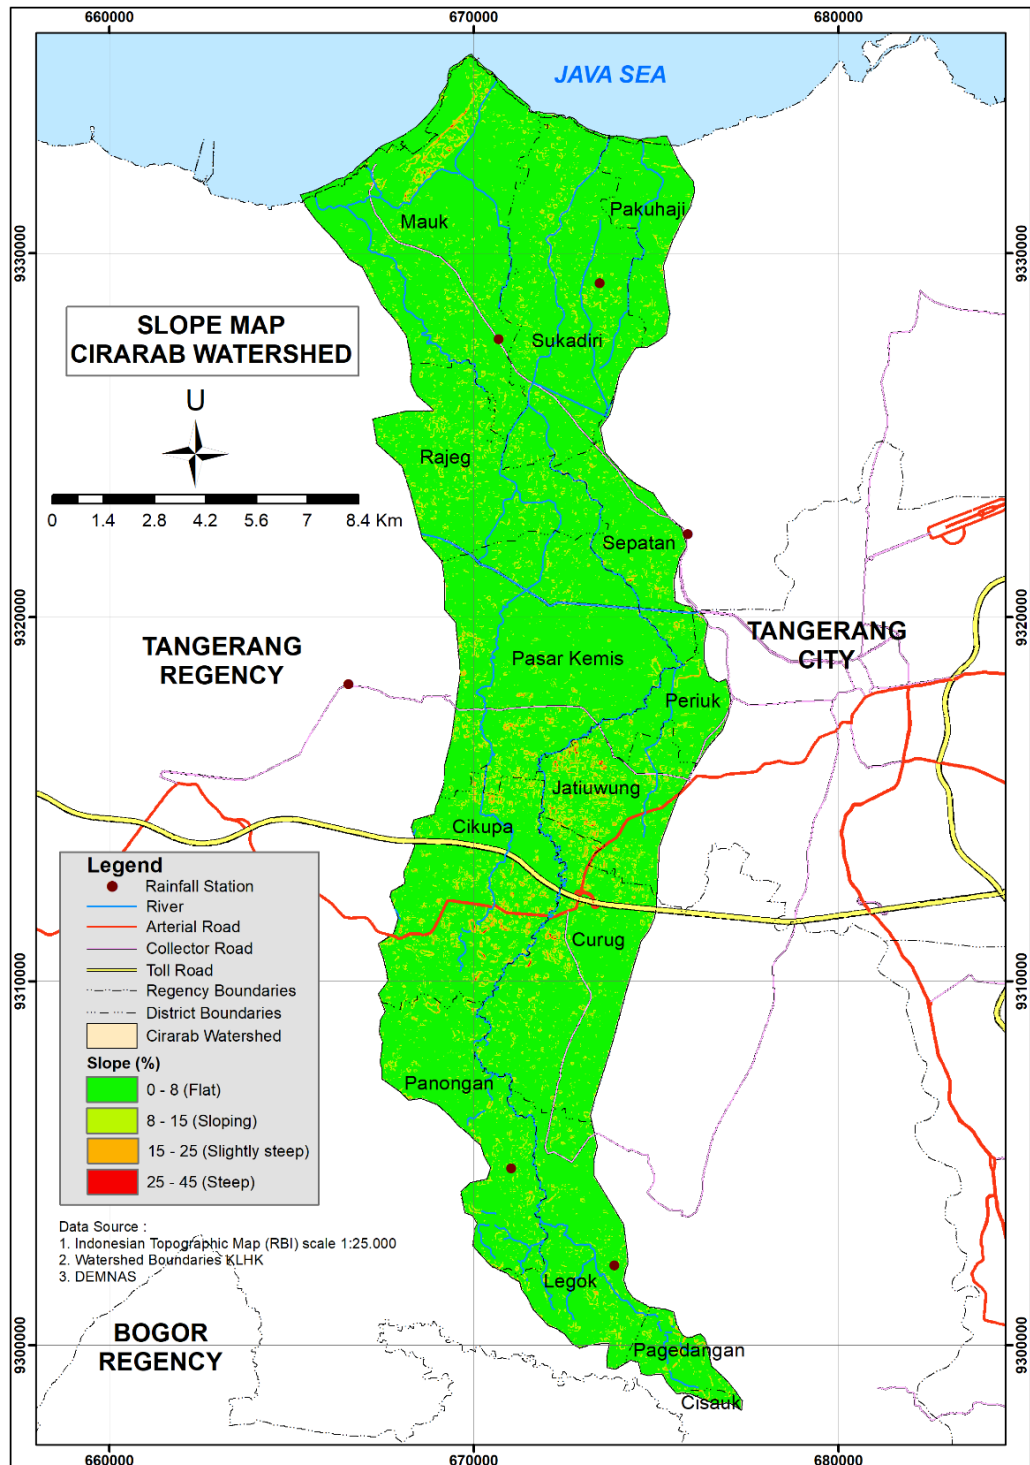 660000
670000
680000
JAVA SEA
Pakuhaji
Mauk
9330000
9330000
SLOPE MAP
CIRARAB WATERSHED
Sukadiri
U
Rajeg
0 1.4 2.8 4.2 5.6 7 8.4 Km
Sepatan
9320000
9320000
TANGERANG
REGENCY
TANGERANG
CITY
Pasar Kemis
Periuk
Jatiuwung
Cikupa
Legend
Rainfall Station
River
Arterial Road
Collector Road
Toll Road
Regency Boundaries
District Boundaries
Cirarab Watershed
Slope (%)
0 - 8 (Flat)
8 - 15 (Sloping)
15 - 25 (Slightly steep)
25 - 45 (Steep)
Curug
9310000
9310000
Panongan
Data Source :
1. Indonesian Topographic Map (RBI) scale 1:25.000
2. Watershed Boundaries KLHK
3. DEMNAS
Legok
BOGOR
REGENCY
9300000
9300000
Pagedangan
Cisauk
660000
670000
680000